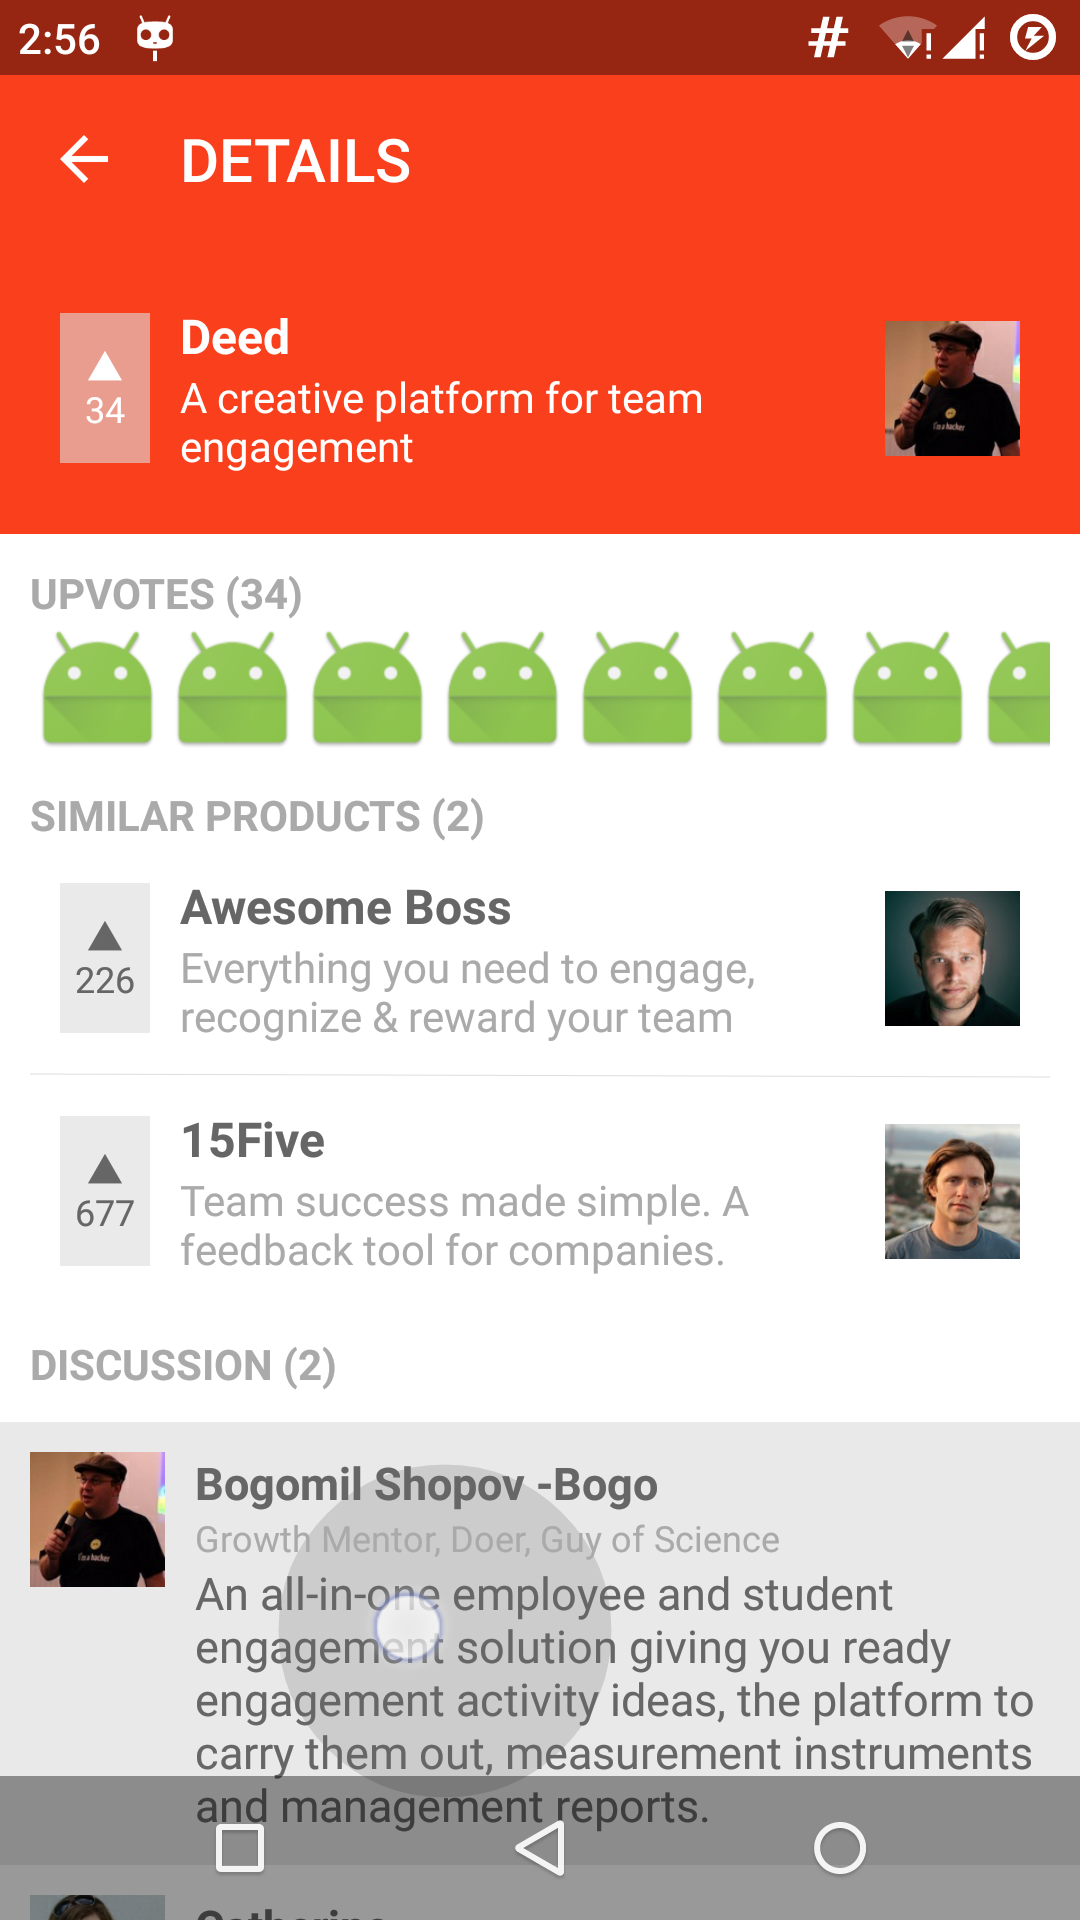 2:56
DETAILS
Deed
34
A creative platform for team
engagement
I'm a hacker
UPVOTES (34)
SIMILAR PRODUCTS (2)
Awesome Boss
226
Everything you need to engage,
recognize & reward your team
15Five
677
Team success made simple. A
feedback tool for companies.
DISCUSSION (2)
Bogomil Shopov -Bogo
Growth Mentor, Doer, Guy of Science
I'm a hacker
An all-in-one employee and student
engagement solution giving you ready
engagement activity ideas, the platform to
carry them out, measurement instruments
and management reports.
Catherine